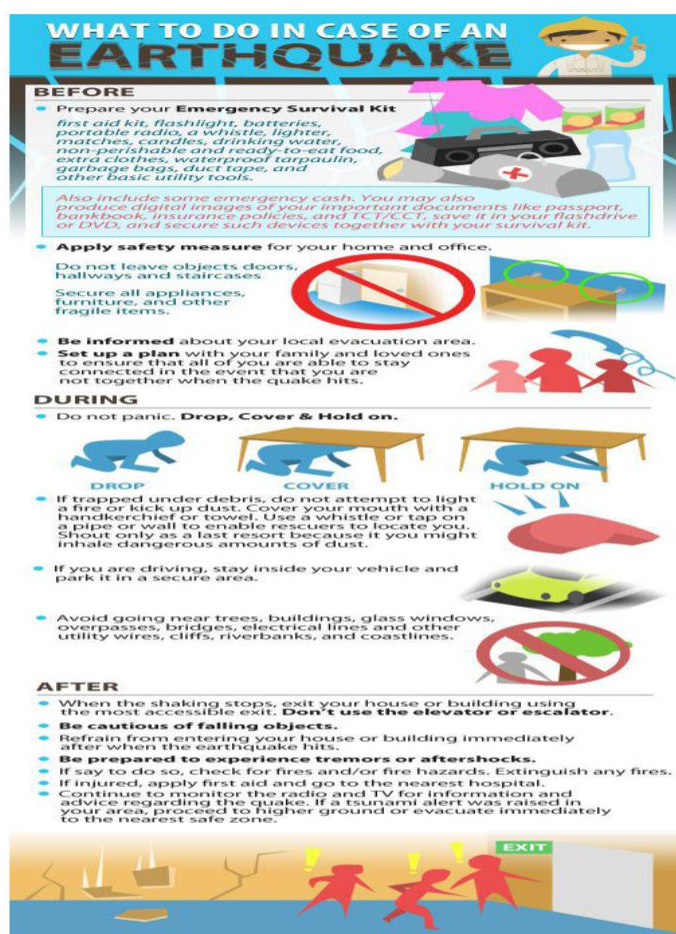 WHAT TO DO IN CASE OF AN
EARTHQUAKE
BEFORE
Prepare your Emergency Survival Kit
first aid kit, flashlight, batteries,
portable radio, a whistle, lighter,
matches, candles, drinking water,
non-perishable and ready-to-eat food,
extra clothes, waterproof tarpaulin,
garbage bags, duct tape, and
other basic utility tools.
Also include some emergency cash. You may also
produce digital images of your important documents like passport,
bankbook, insurance policies, and TCT/CCT, save it in your flashdrive
or DVD, and secure such devices together with your survival kit.
Apply safety measure for your home and office.
Do not leave objects doors,
hallways and staircases
Secure all appliances,
furniture, and other
fragile items.
Be informed about your local evacuation area.
Set up a plan with your family and loved ones
to ensure that all of you are able to stay
connected in the event that you are
not together when the quake hits.
DURING
Do not panic. Drop, Cover & Hold on.
DROP
COVER
HOLD ON
If trapped under debris, do not attempt to light
a fire or kick up dust. Cover your mouth with a
handkerchief or towel. Use a whistle or tap on
a pipe or wall to enable rescuers to locate you.
Shout only as a last resort because it you might
inhale dangerous amounts of dust.
If you are driving, stay inside your vehicle and
park it in a secure area.
Avoid going near trees, buildings, glass windows,
overpasses, bridges, electrical lines and other
utility wires, cliffs, riverbanks, and coastlines.
AFTER
When the shaking stops, exit your house or building using
the most accessible exit. Don't use the elevator or escalator.
Be cautious of falling objects.
Refrain from entering your house or building immediately
after when the earthquake hits.
Be prepared to experience tremors or aftershocks.
If say to do so, check for fires and/or fire hazards. Extinguish any fires.
If injured, apply first aid and go to the nearest hospital.
Continue to monitor the radio and TV for information and
advice regarding the quake. If a tsunami alert was raised in
your area, proceed to higher ground or evacuate immediately
to the nearest safe zone.
EXIT